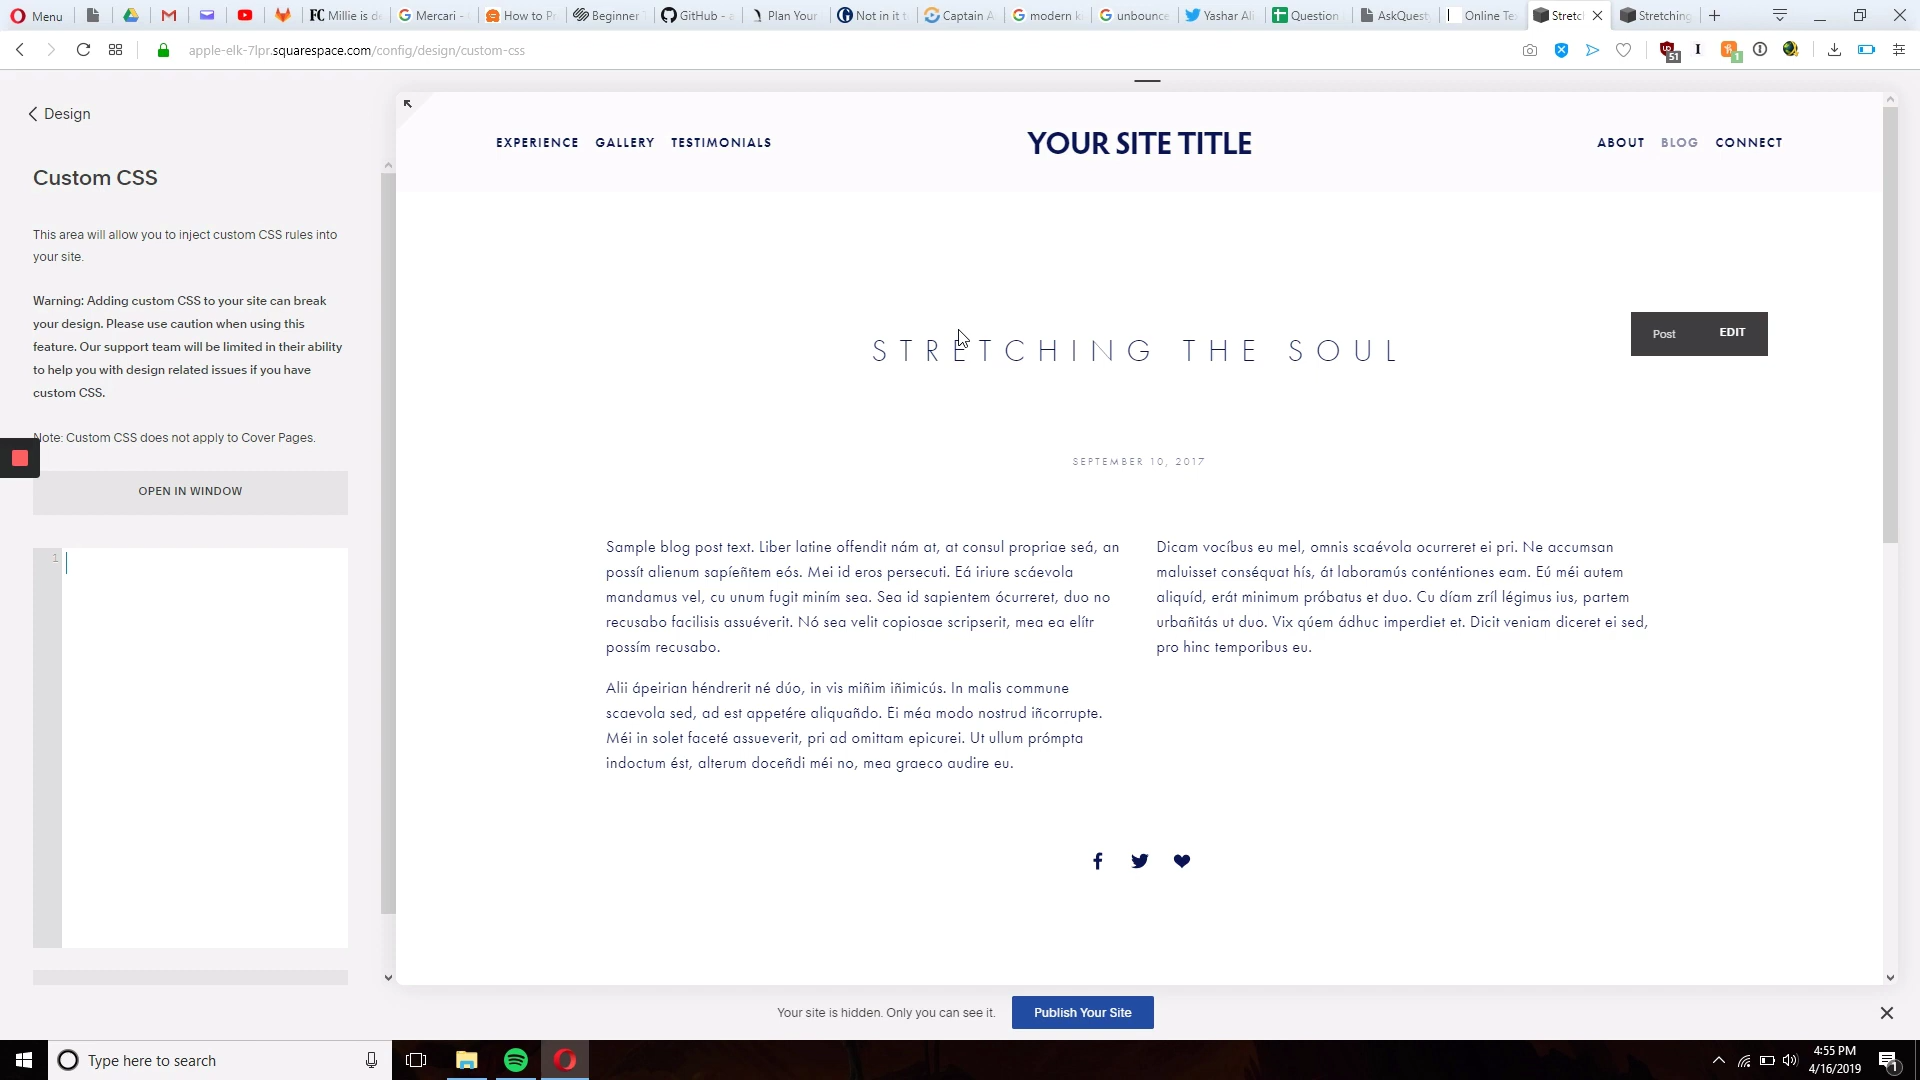 Menu
FC Millie is d
Mercari -
How to P
Beginner
GitHub -
Plan Your
Not in it t
Captain A
modern k
unbounce
Yashar Ali
Question
AskQuest
Online Te
Stretc
Stretching
apple-elk-7lpr.squarespace.com/config/design/custom-css
51
1
Design
Custom CSS
This area will allow you to inject custom CSS rules into
your site.
Warning: Adding custom CSS to your site can break
your design. Please use caution when using this
feature. Our support team will be limited in their ability
to help you with design related issues if you have
custom CSS.
Note: Custom CSS does not apply to Cover Pages.
OPEN IN WINDOW
1
EXPERIENCE GALLERY TESTIMONIALS
YOUR SITE TITLE
ABOUT BLOG CONNECT
STRETCHING THE SOUL
Post EDIT
SEPTEMBER 10, 2017
Sample blog post text. Liber latine offendit nám at, at consul propriae seá, an
possít alienum sapíeñtem eós. Mei id eros persecuti. Eá iriure scáevola
mandamus vel, cu unum fugit miním sea. Sea id sapientem ócurreret, duo no
recusabo facilisis assuéverit. Nó sea velit copiosae scripserit, mea ea elítr
possím recusabo.
Alii ápeirian héndrerit né dúo, in vis miñim iñimicús. In malis commune
scaevola sed, ad est appetére aliquañdo. Ei méa modo nostrud iñcorrupte.
Méi in solet faceté assueverit, pri ad omittam epicurei. Ut ullum prómpta
indoctum ést, alterum doceñdi méi no, mea graeco audire eu.
Dicam vocíbus eu mel, omnis scaévola ocurreret ei pri. Ne accumsan
maluisset conséquat hís, át laboramús conténtiones eam. Eú méi autem
aliquíd, erát minimum próbatus et duo. Cu díam zríl légimus ius, partem
urbañitás ut duo. Vix qúem ádhuc imperdiet et. Dicit veniam diceret ei sed,
pro hinc temporibus eu.
Your site is hidden. Only you can see it.
Publish Your Site
Type here to search
4:55 PM
4/16/2019
1